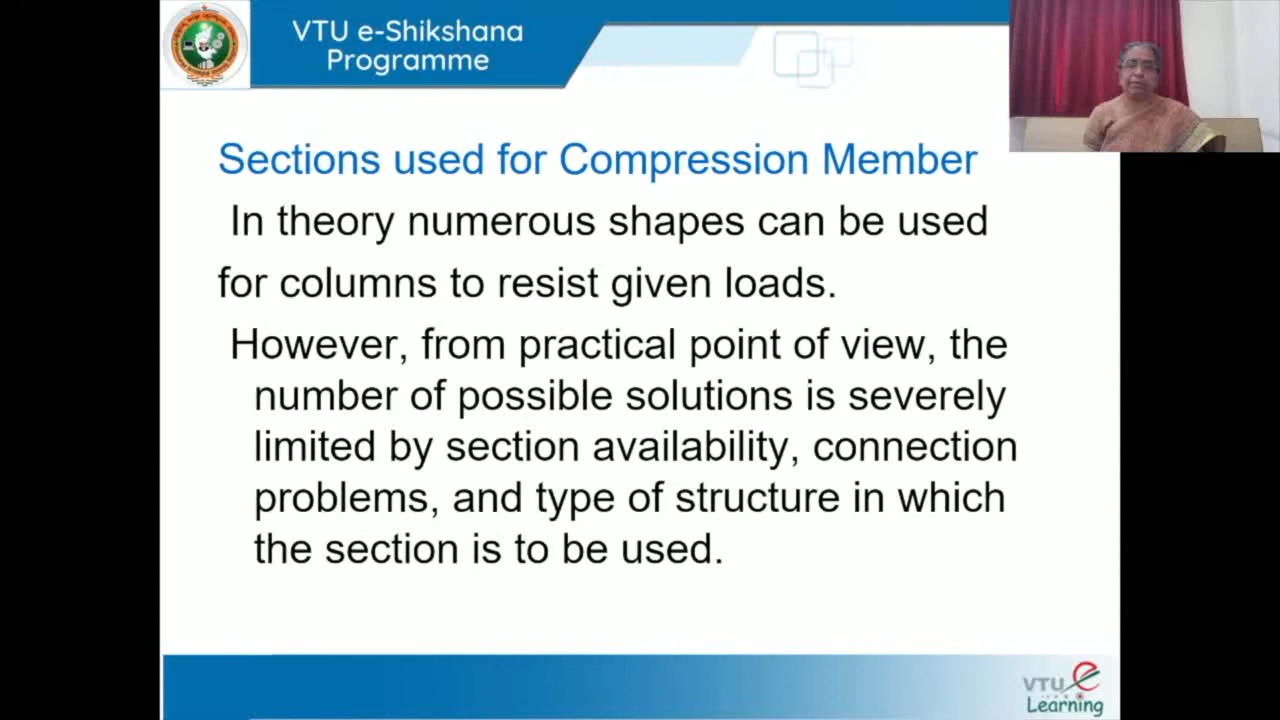 VTU e-Shikshana
Programme
Sections used for Compression Member
In theory numerous shapes can be used
for columns to resist given loads.
However, from practical point of view, the
number of possible solutions is severely
limited by section availability, connection
problems, and type of structure in which
the section is to be used.
VTU e
Learning